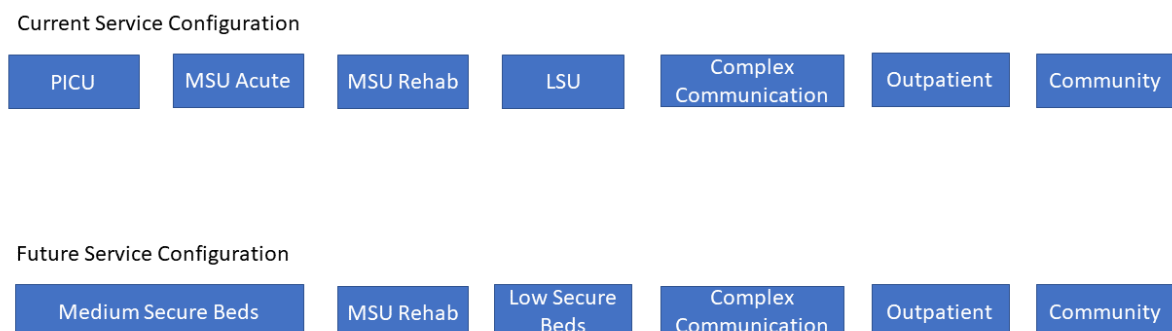 Current Service Configuration
PICU
MSU Acute
MSU Rehab
LSU
Complex
Communication
Outpatient
Community
Future Service Configuration
Medium Secure Beds
MSU Rehab
Low Secure
Beds
Complex
Communication
Outpatient
Community